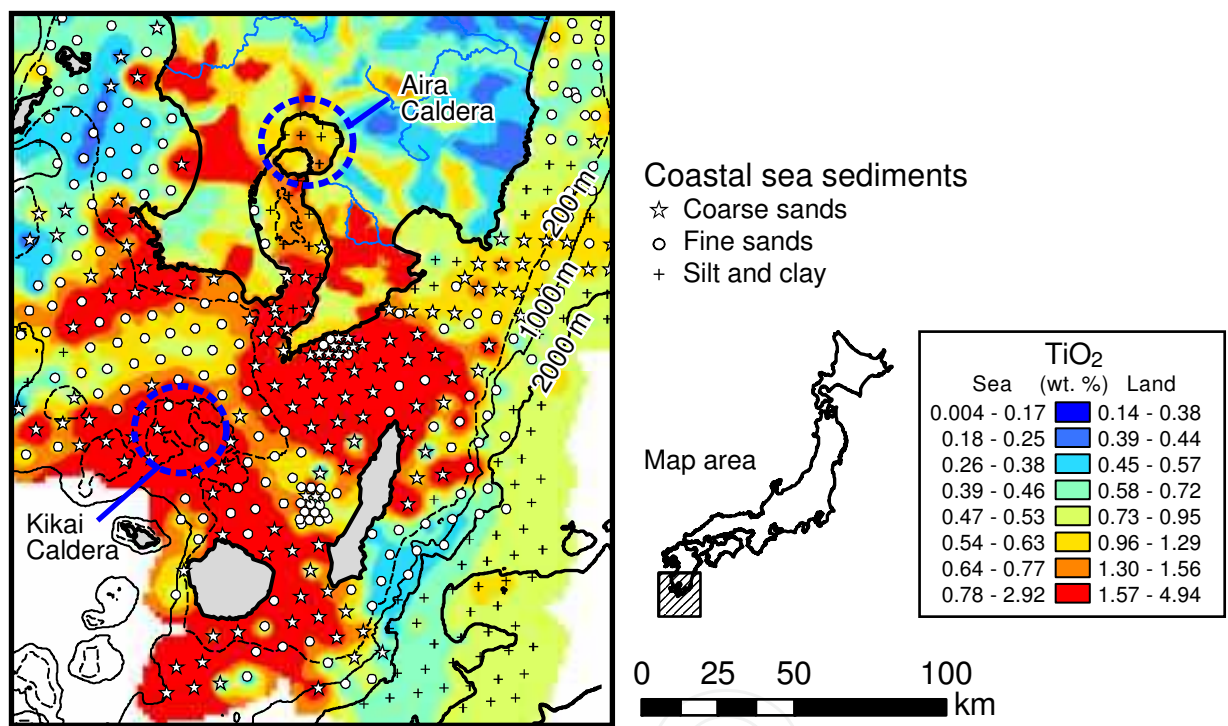 Aira
Caldera
200 m
1000 m
2000 m
Kikai
Caldera
Coastal sea sediments
Coarse sands
Fine sands
+ Silt and clay
Map area
TiO₂
Sea (wt. %) Land
0.004 - 0.17 0.14 - 0.38
0.18 - 0.25 0.39 - 0.44
0.26 - 0.38 0.45 - 0.57
0.39 - 0.46 0.58 - 0.72
0.47 - 0.53 0.73 - 0.95
0.54 - 0.63 0.96 - 1.29
0.64 - 0.77 1.30 - 1.56
0.78 - 2.92 1.57 - 4.94
0 25 50 100
km